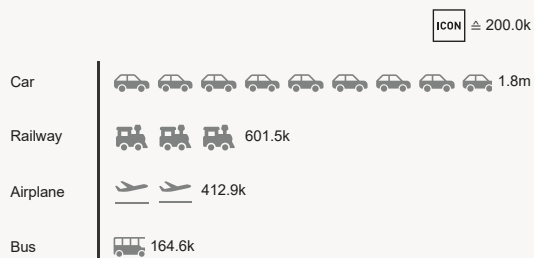 ICON ≙ 200.0k
Car 1.8m
Railway 601.5k
Airplane 412.9k
Bus 164.6k